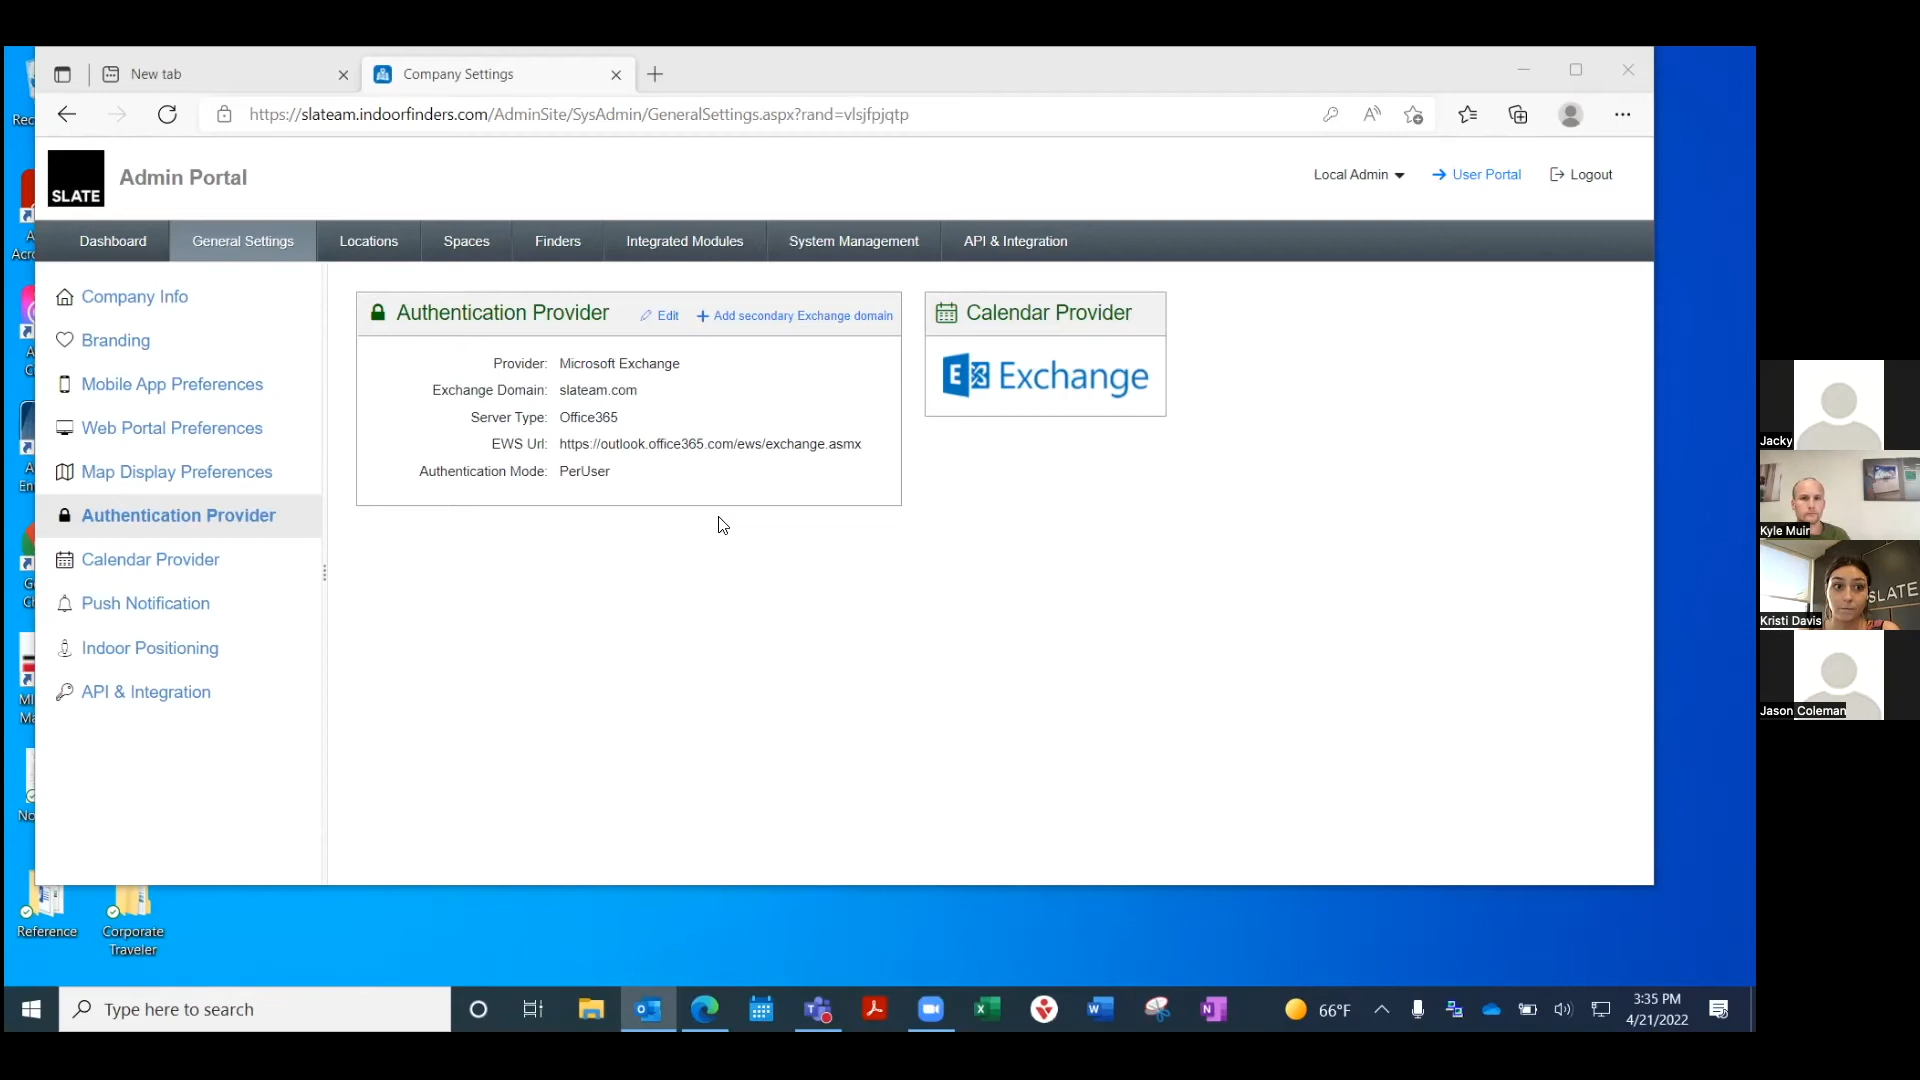 New tab
Company Settings
https://slateam.indoorfinders.com/AdminSite/SysAdmin/GeneralSettings.aspx?rand=vlsjfpjqtp
SLATE
Admin Portal
Local Admin
User Portal
Logout
Dashboard
General Settings
Locations
Spaces
Finders
Integrated Modules
System Management
API & Integration
Company Info
Branding
Mobile App Preferences
Web Portal Preferences
Map Display Preferences
Authentication Provider
Calendar Provider
Push Notification
Indoor Positioning
API & Integration
Authentication Provider
Edit
Add secondary Exchange domain
Provider: Microsoft Exchange
Exchange Domain: slateam.com
Server Type: Office365
EWS Url: https://outlook.office365.com/ews/exchange.asmx
Authentication Mode: PerUser
Calendar Provider
Exchange
Jacky
Kyle Muir
SLATE
Kristi Davis
Jason Coleman
Reference
Corporate
Traveler
Type here to search
66°F
3:35 PM
4/21/2022